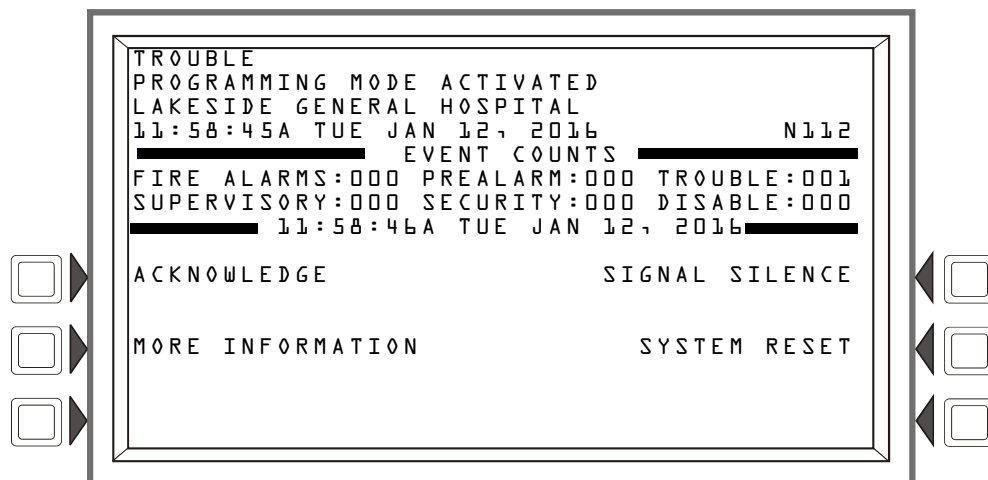 TROUBLE
PROGRAMMING MODE ACTIVATED
LAKESIDE GENERAL HOSPITAL
11:58:45A TUE JAN 12, 2016 N112
EVENT COUNTS
FIRE ALARMS:000 PREALARM:000 TROUBLE:001
SUPERVISORY:000 SECURITY:000 DISABLE:000
11:58:46A TUE JAN 12, 2016
ACKNOWLEDGE SIGNAL SILENCE
MORE INFORMATION SYSTEM RESET